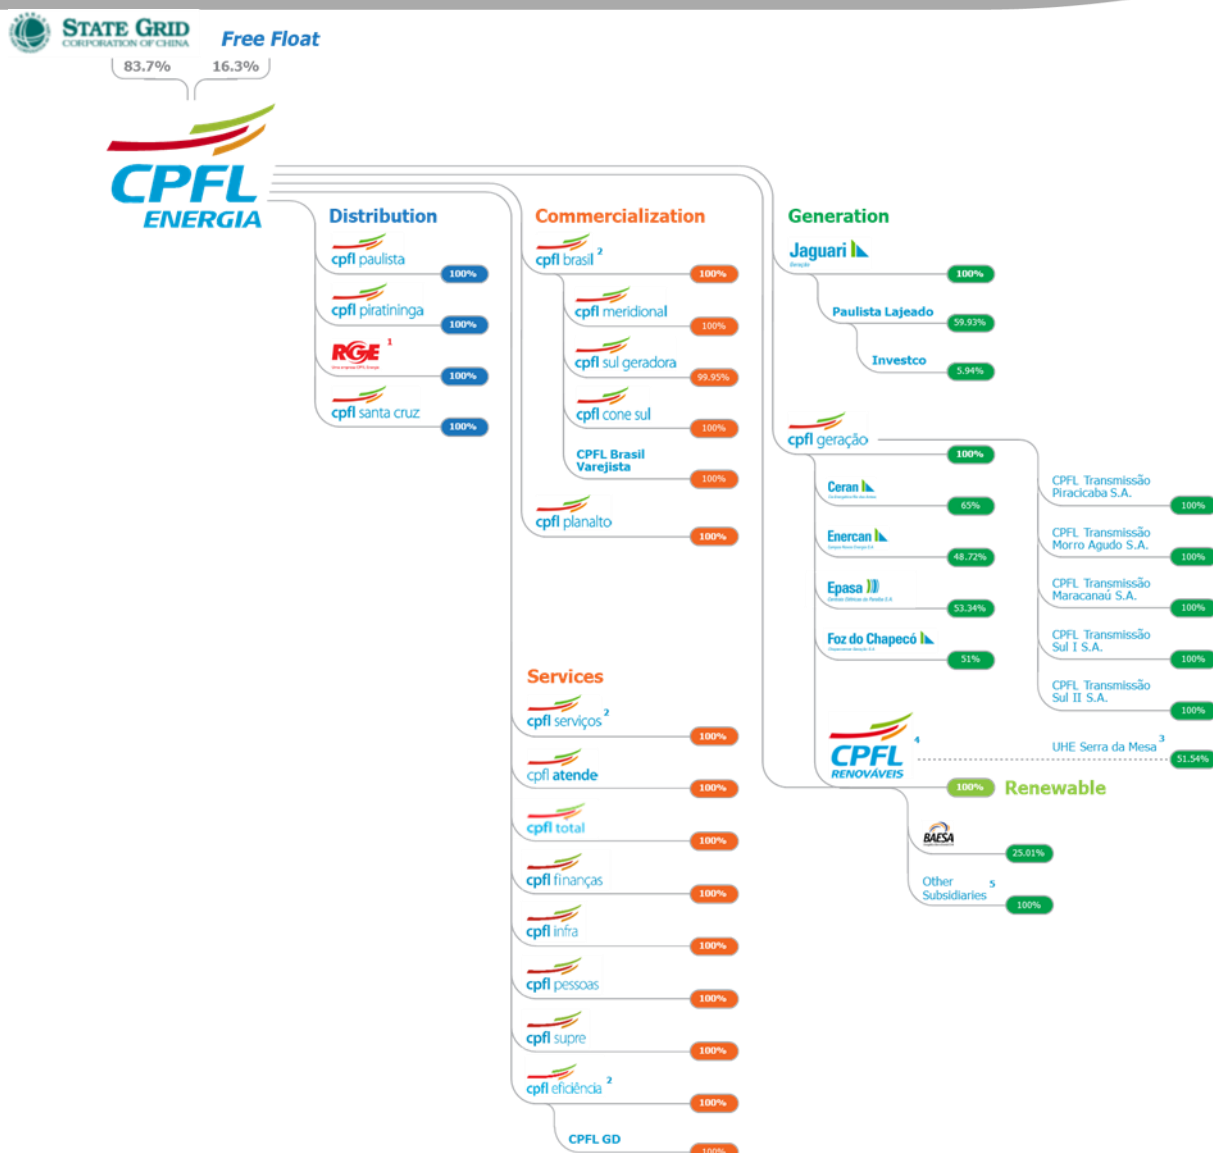 STATE GRID
CORPORATION OF CHINA
Free Float
83.7%
16.3%
CPFL
ENERGIA
Distribution
cpfl paulista
100%
cpfl piratininga
100%
RGE 1
Uma empresa CPFL Energia
100%
cpfl santa cruz
100%
Commercialization
cpfl brasil 2
100%
cpfl meridional
100%
cpfl sul geradora
99.95%
cpfl cone sul
100%
CPFL Brasil
Varejista
100%
cpfl planalto
100%
Services
cpfl serviços 2
100%
cpfl atende
100%
cpfl total
100%
cpfl finanças
100%
cpfl infra
100%
cpfl pessoas
100%
cpfl supre
100%
cpfl eficiência 2
100%
CPFL GD
100%
Generation
Jaguari
Geração
100%
Paulista Lajeado
59.93%
Investco
5.94%
cpfl geração
100%
Ceran
65%
Enercan
48.72%
Epasa
53.34%
Foz do Chapecó
51%
CPFL Transmissão
Piracicaba S.A.
100%
CPFL Transmissão
Morro Agudo S.A.
100%
CPFL Transmissão
Maracanaú S.A.
100%
CPFL Transmissão
Sul I S.A.
100%
CPFL Transmissão
Sul II S.A.
100%
CPFL 4
RENOVÁVEIS
UHE Serra da Mesa 3
51.54%
100%
Renewable
BAESA
25.01%
Other
Subsidiaries 5
100%